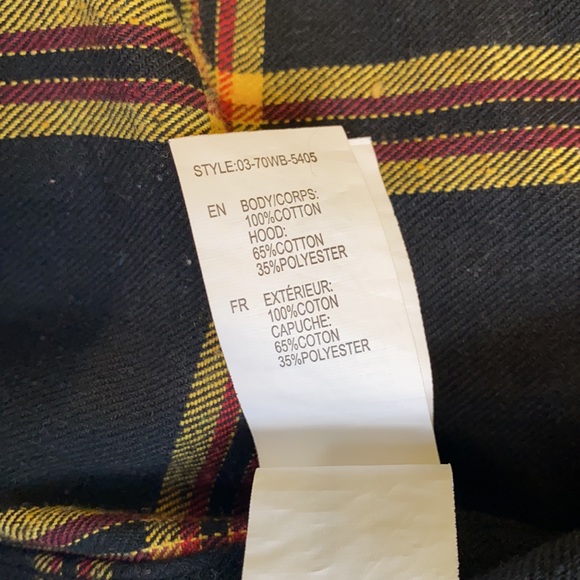 STYLE:03-70WB-5405
EN BODY/CORPS:
100%COTTON
HOOD:
65%COTTON
35%POLYESTER
FR EXTÉRIEUR:
100%COTON
CAPUCHE:
65%COTON
35%POLYESTER